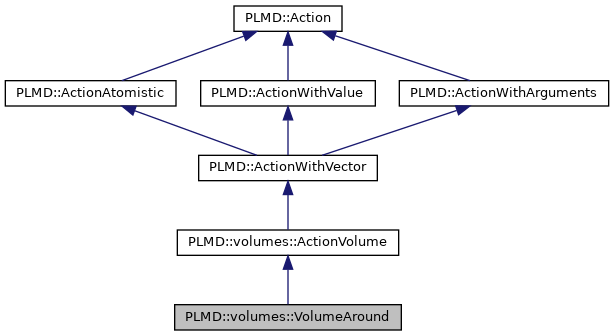 PLMD::Action
PLMD::ActionAtomistic
PLMD::ActionWithValue
PLMD::ActionWithArguments
PLMD::ActionWithVector
PLMD::volumes::ActionVolume
PLMD::volumes::VolumeAround